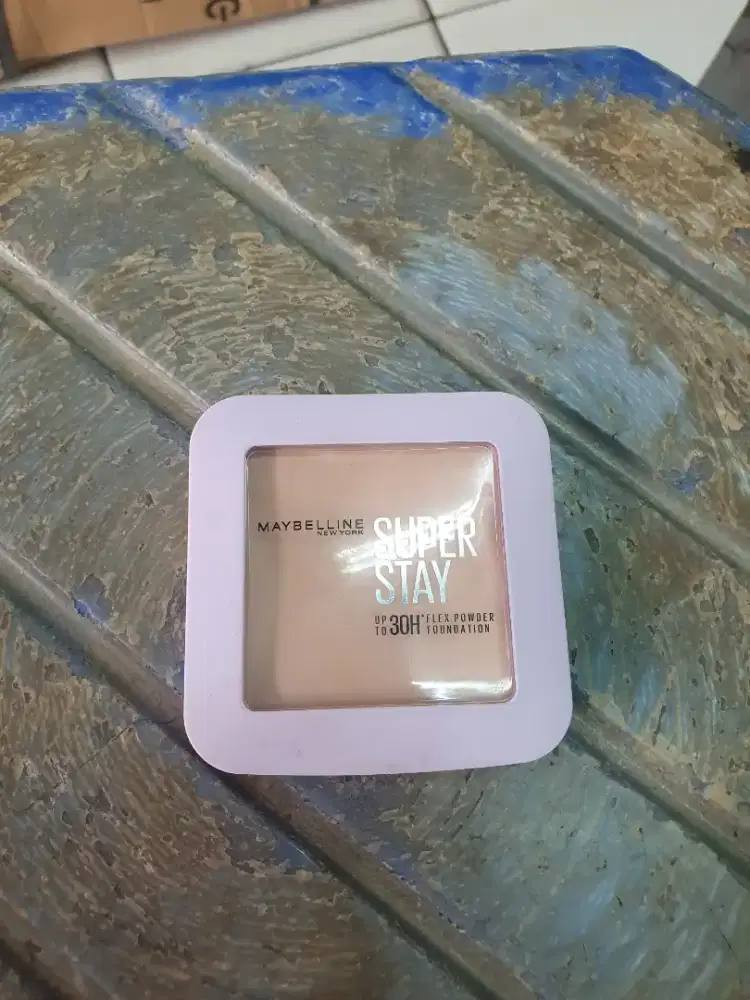 MAYBELLINE
NEW YORK
SUPER
STAY
UP TO 30H* FLEX POWDER
FOUNDATION